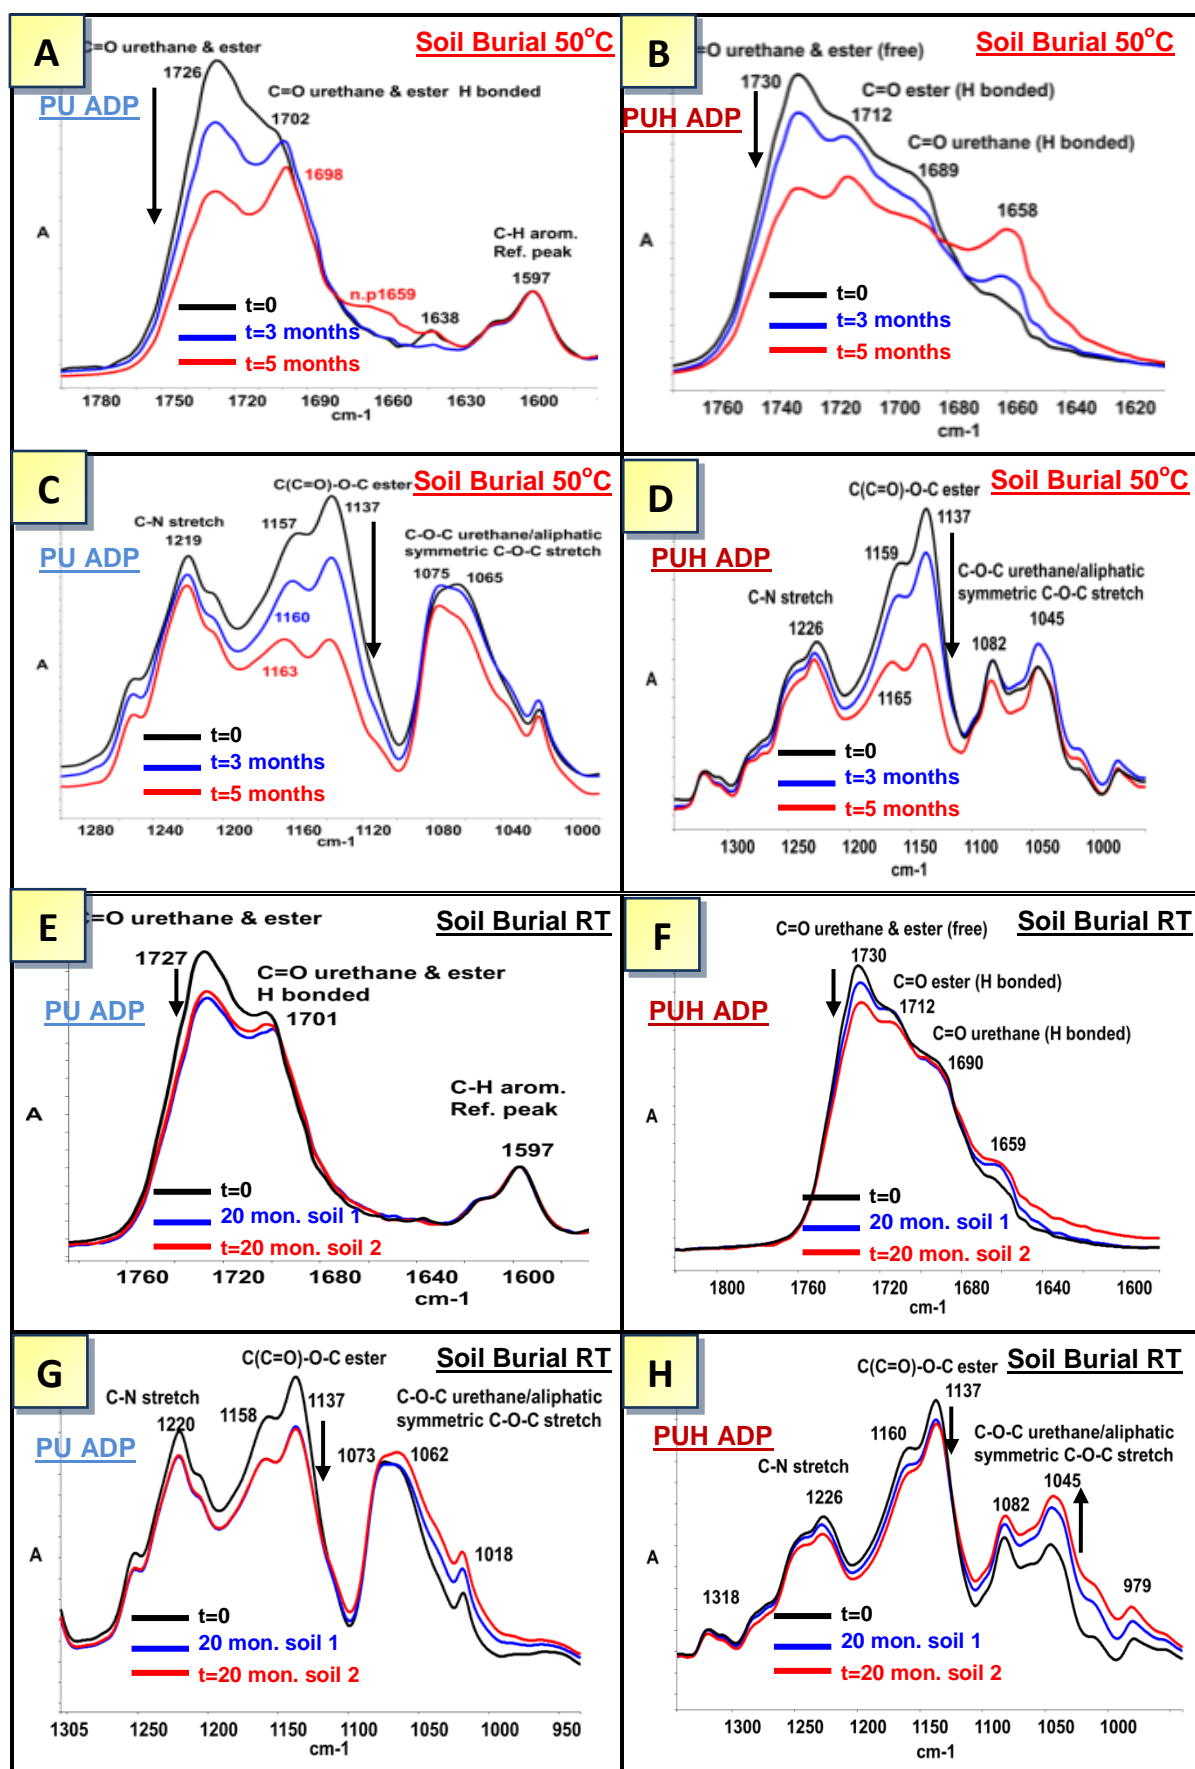 A
C=O urethane & ester
Soil Burial 50°C
1726
C=O urethane & ester H bonded
PU ADP
1702
1698
C-H arom.
Ref. peak
A
1597
n.p1659
1638
t=0
t=3 months
t=5 months
1780 1750 1720 1690 1660 1630 1600
cm-1
B
C=O urethane & ester (free)
Soil Burial 50°C
1730
C=O ester (H bonded)
PUH ADP
1712
C=O urethane (H bonded)
1689
1658
A
t=0
t=3 months
t=5 months
1760 1740 1720 1700 1680 1660 1640 1620
cm-1
C
Soil Burial 50°C
C(C=O)-O-C ester
1137
C-N stretch
1157
1219
C-O-C urethane/aliphatic
symmetric C-O-C stretch
PU ADP
1075 1065
1160
A
1163
t=0
t=3 months
t=5 months
1280 1240 1200 1160 1120 1080 1040 1000
cm-1
D
Soil Burial 50°C
C(C=O)-O-C ester
1137
PUH ADP
1159
C-O-C urethane/aliphatic
symmetric C-O-C stretch
C-N stretch
1045
1226
1082
A
1165
t=0
t=3 months
t=5 months
1300 1250 1200 1150 1100 1050 1000
cm-1
E
C=O urethane & ester
Soil Burial RT
1727
C=O urethane & ester
H bonded
PU ADP
1701
C-H arom.
Ref. peak
A
1597
t=0
20 mon. soil 1
t=20 mon. soil 2
1760 1720 1680 1640 1600
cm-1
F
Soil Burial RT
C=O urethane & ester (free)
1730
C=O ester (H bonded)
PUH ADP
1712
C=O urethane (H bonded)
1690
A
1659
t=0
20 mon. soil 1
t=20 mon. soil 2
1800 1760 1720 1680 1640 1600
cm-1
G
Soil Burial RT
C(C=O)-O-C ester
C-N stretch
1137
C-O-C urethane/aliphatic
symmetric C-O-C stretch
1220
1158
PU ADP
1073 1062
A
1018
t=0
20 mon. soil 1
t=20 mon. soil 2
1305 1250 1200 1150 1100 1050 1000 950
cm-1
H
Soil Burial RT
C(C=O)-O-C ester
1137
PUH ADP
1160
C-O-C urethane/aliphatic
symmetric C-O-C stretch
C-N stretch
1045
1226
1082
A
1318
979
t=0
20 mon. soil 1
t=20 mon. soil 2
1300 1250 1200 1150 1100 1050 1000
cm-1